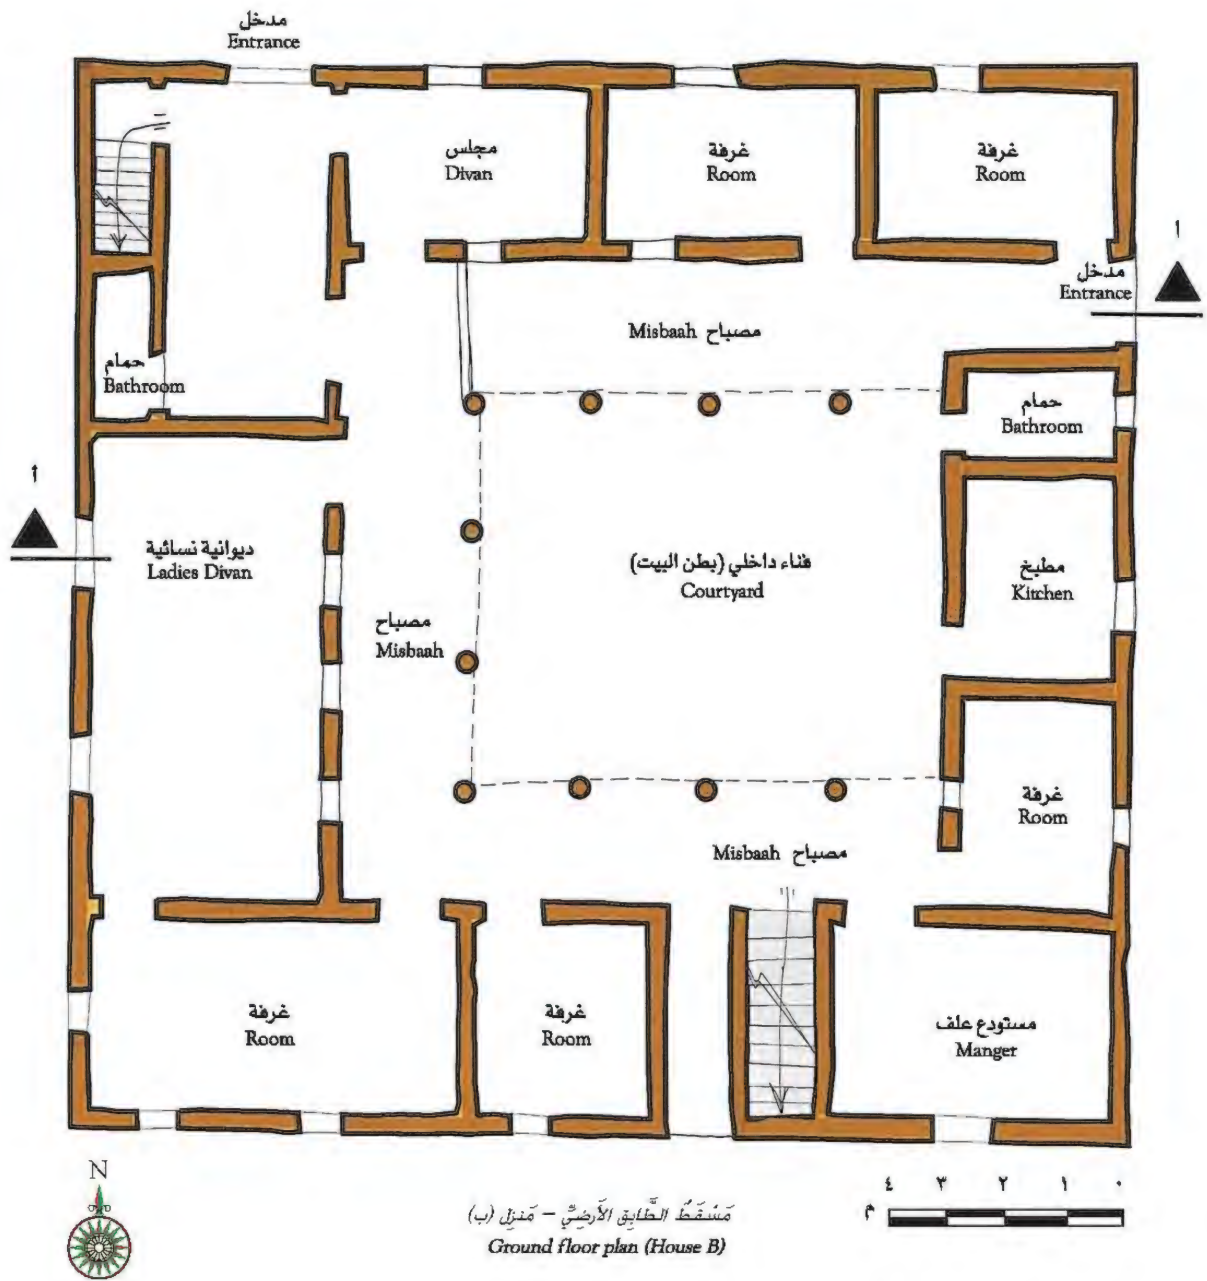 مدخل
Entrance
مجلس
Divan
غرفة
Room
غرفة
Room
أ
مدخل
Entrance
Misbaah مصباح
حمام
Bathroom
حمام
Bathroom
أ
ديوانية نسائية
Ladies Divan
فناء داخلي (بطن البيت)
Courtyard
مطبخ
Kitchen
مصباح
Misbaah
غرفة
Room
Misbaah مصباح
غرفة
Room
غرفة
Room
مستودع علف
Manger
N
٤ ٣ ٢ ١ ٠
م
مَسْقَطُ الطَّابِقِ الأَرضِيِّ – مَنزِل (ب)
Ground floor plan (House B)